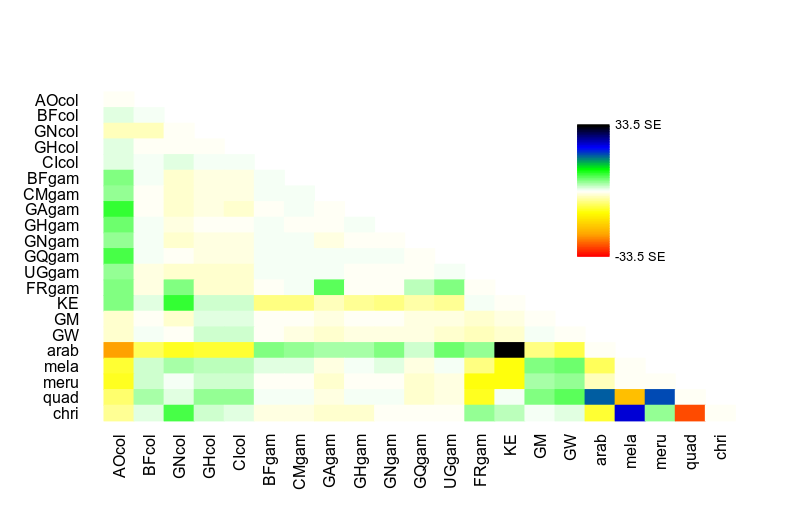 AOcol
BFcol
GNcol
GHcol
CIcol
BFgam
CMgam
GAgam
GHgam
GNgam
GQgam
UGgam
FRgam
KE
GM
GW
arab
mela
meru
quad
chri
33.5 SE
-33.5 SE
AOcol
BFcol
GNcol
GHcol
CIcol
BFgam
CMgam
GAgam
GHgam
GNgam
GQgam
UGgam
FRgam
KE
GM
GW
arab
mela
meru
quad
chri